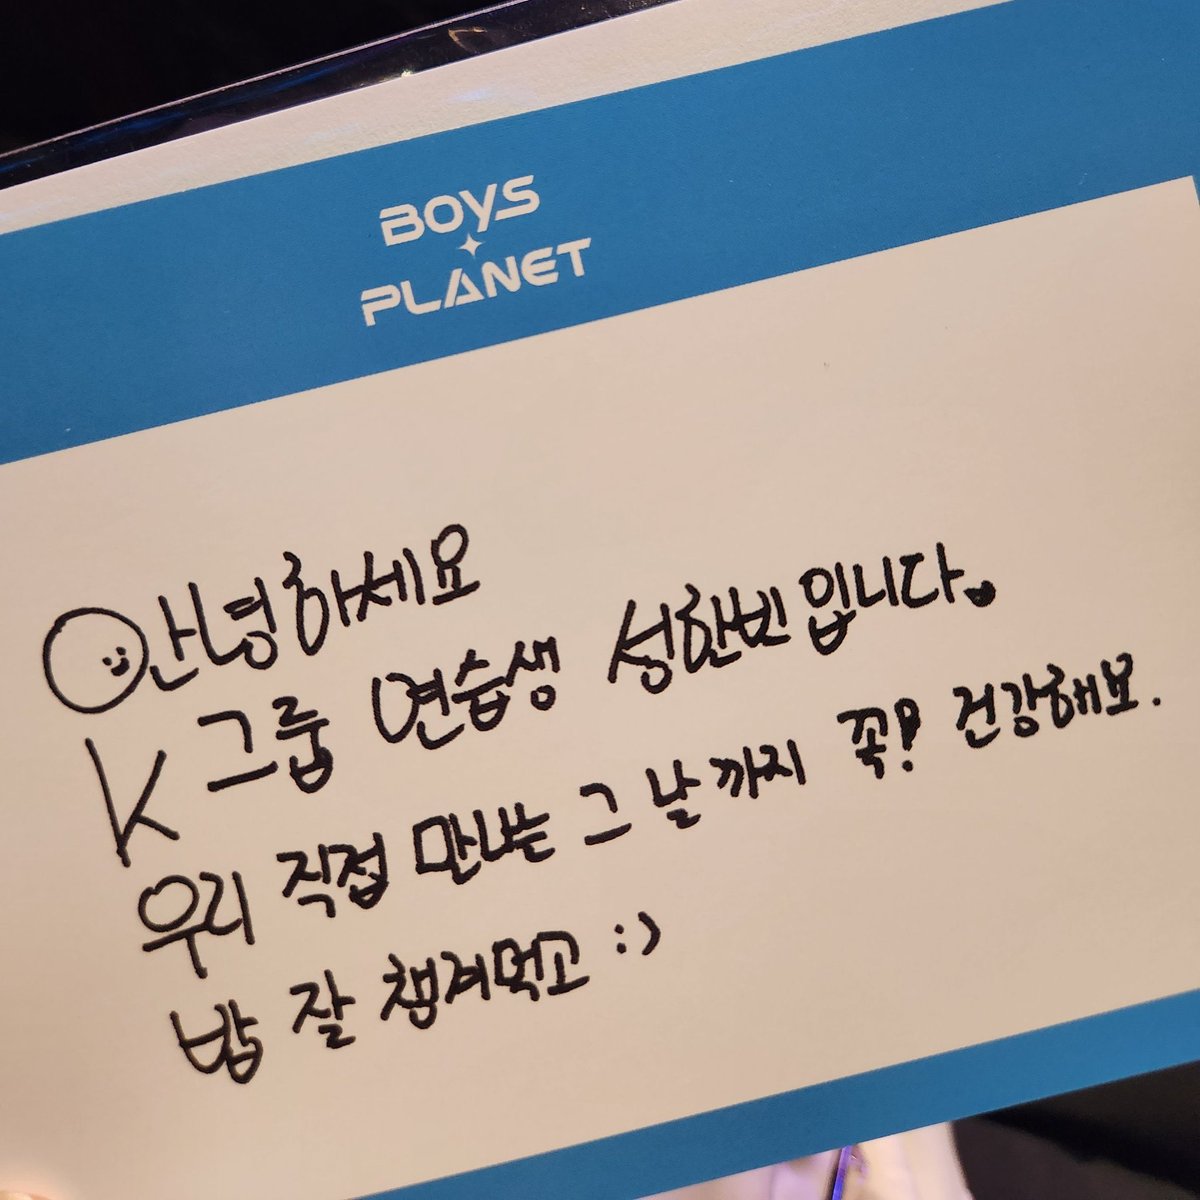 BOYS
PLANET
안녕하세요
K그룹 연습생 성한빈입니다.
우리 직접 만나는 그 날까지 꼭! 건강해보.
밥 잘 챙겨먹고 :)